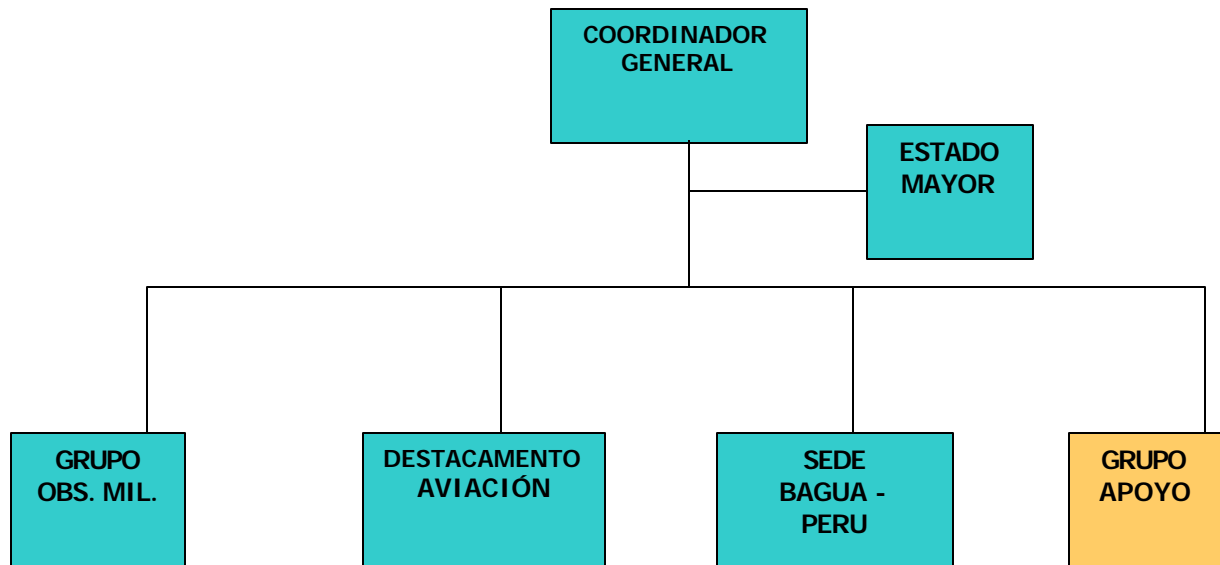 COORDINADOR
GENERAL
ESTADO
MAYOR
GRUPO
OBS. MIL.
DESTACAMENTO
AVIACIÓN
SEDE
BAGUA -
PERU
GRUPO
APOYO